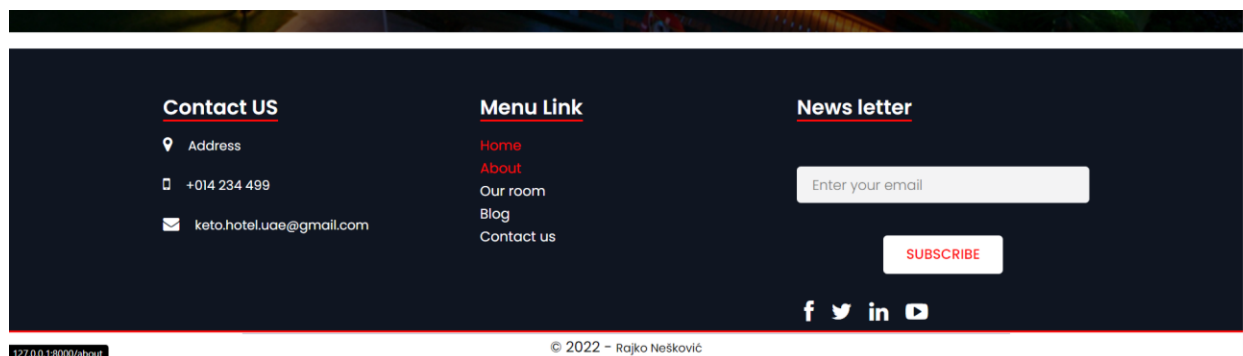 Contact US
Address
+014 234 499
keto.hotel.uae@gmail.com
Menu Link
Home
About
Our room
Blog
Contact us
News letter
Enter your email
SUBSCRIBE
© 2022 - Rajko Nešković
127.0.0.1:8000/about